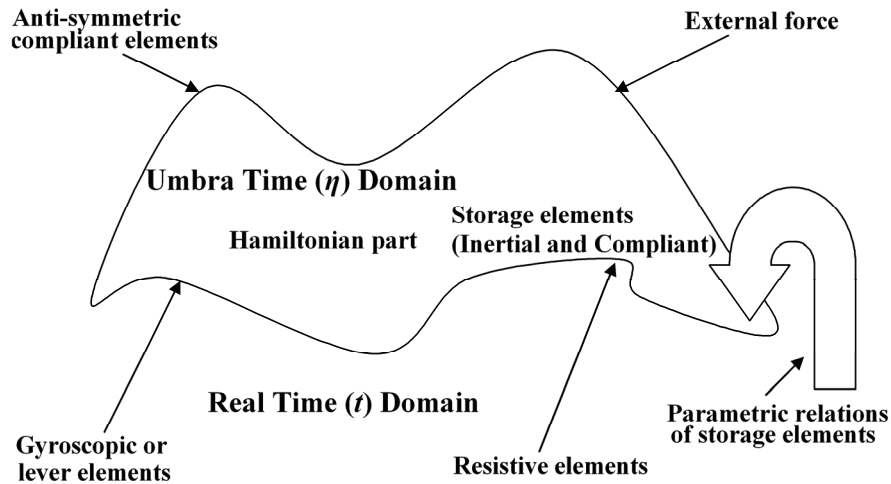 Anti-symmetric
compliant elements
External force
Umbra Time (η) Domain
Storage elements
(Inertial and Compliant)
Hamiltonian part
Real Time (t) Domain
Parametric relations
of storage elements
Gyroscopic or
lever elements
Resistive elements